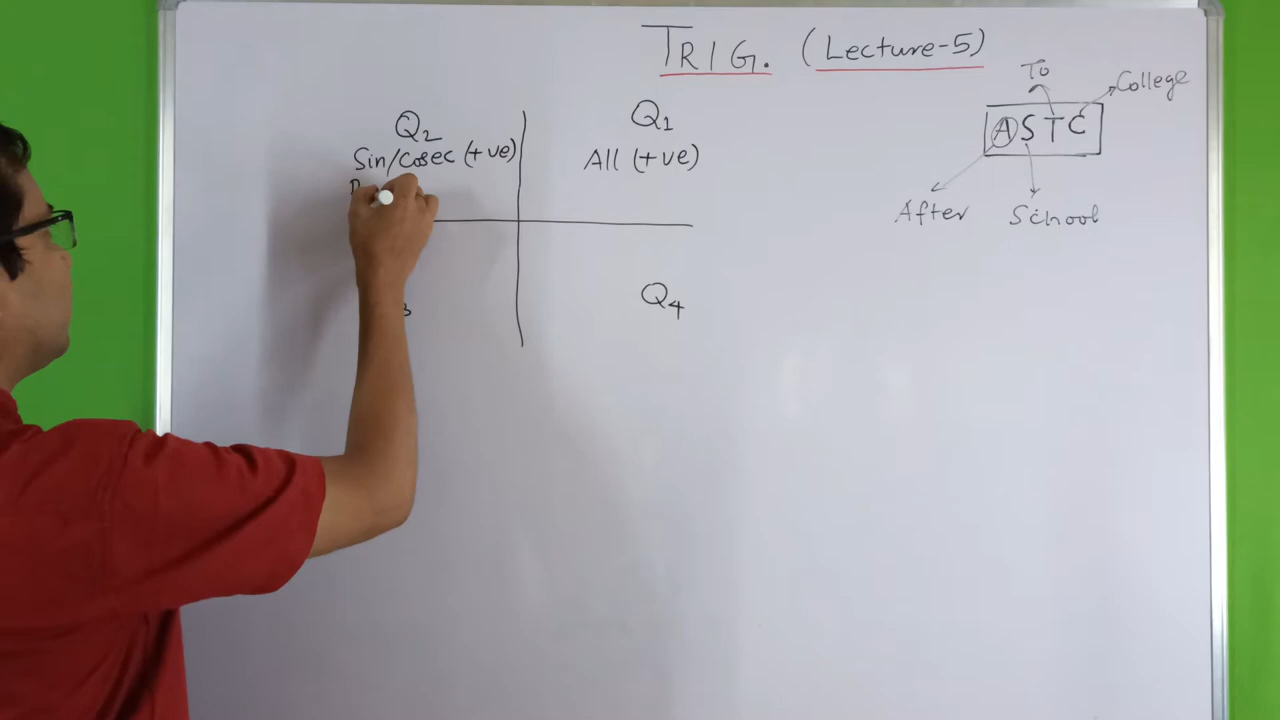 TRIG. (Lecture-5)
To
College
ASTC
After School
Q2 Q1
Sin/Cosec (+ve) All (+ve)
Q4